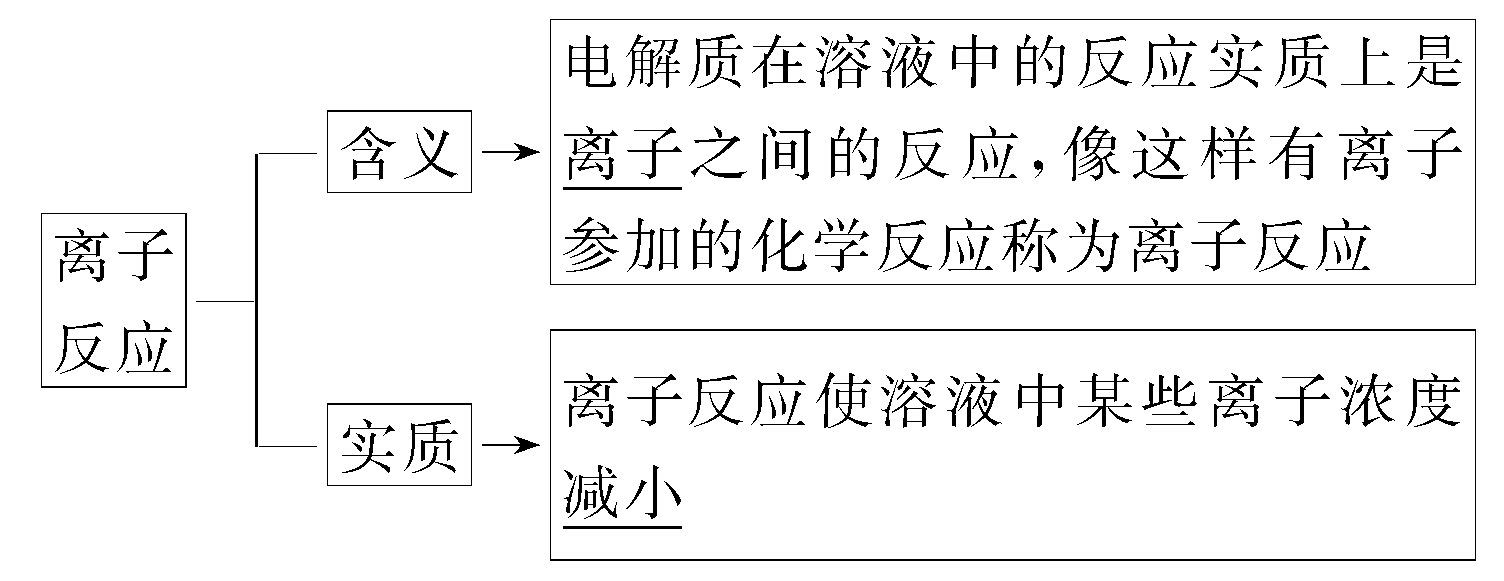 离子
反应
含义
电解质在溶液中的反应实质上是
离子之间的反应,像这样有离子
参加的化学反应称为离子反应
实质
离子反应使溶液中某些离子浓度
减小